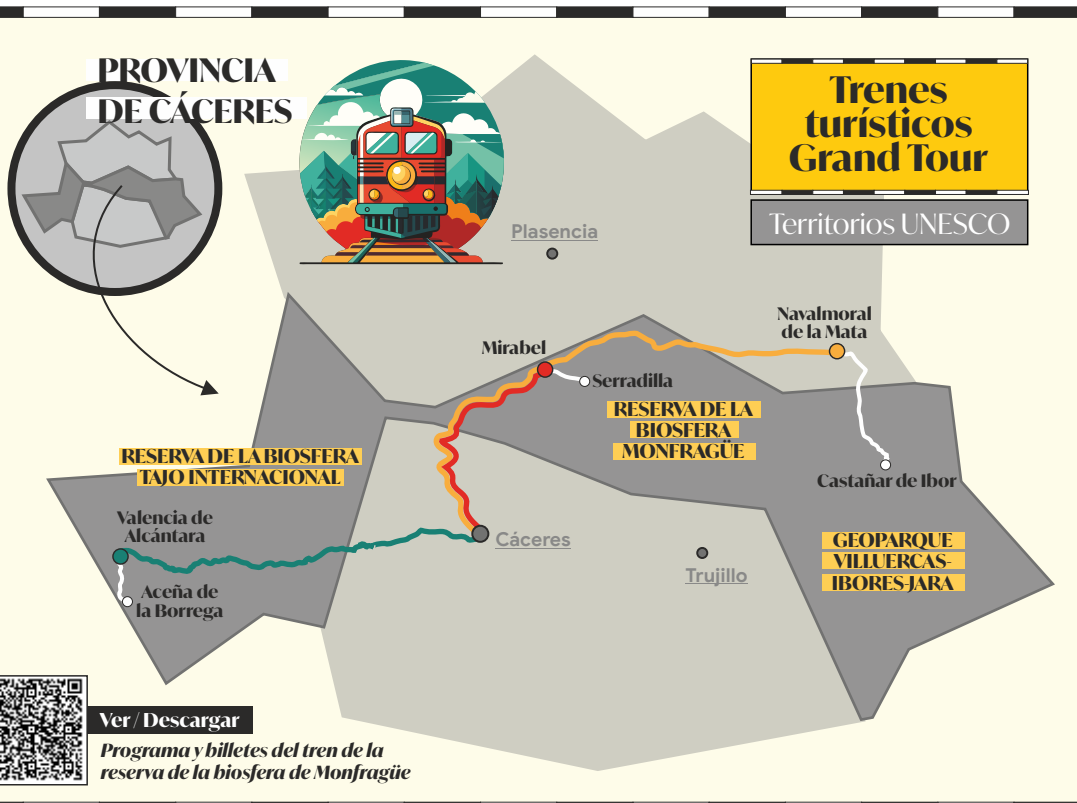 PROVINCIA
DE CÁCERES
Trenes
turísticos
Grand Tour
Territorios UNESCO
Plasencia
Navalmoral
de la Mata
Mirabel
Serradilla
RESERVA DE LA
BIOSFERA
MONFRAGÜE
RESERVA DE LA BIOSFERA
TAJO INTERNACIONAL
Castañar de Ibor
Valencia de
Alcántara
Cáceres
GEOPARQUE
VILLUERCAS-
IBORES-JARA
Trujillo
Aceña de
la Borrega
Ver / Descargar
Programa y billetes del tren de la
reserva de la biosfera de Monfragüe